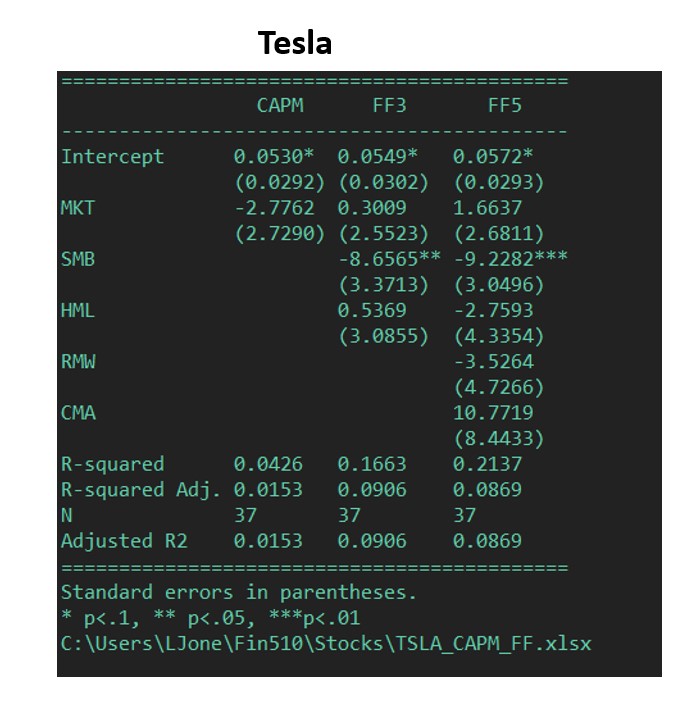 Tesla
============================================
CAPM FF3 FF5
--------------------------------------------
Intercept 0.0530* 0.0549* 0.0572*
(0.0292) (0.0302) (0.0293)
MKT -2.7762 0.3009 1.6637
(2.7290) (2.5523) (2.6811)
SMB -8.6565** -9.2282***
(3.3713) (3.0496)
HML 0.5369 -2.7593
(3.0855) (4.3354)
RMW -3.5264
(4.7266)
CMA 10.7719
(8.4433)
R-squared 0.0426 0.1663 0.2137
R-squared Adj. 0.0153 0.0906 0.0869
N 37 37 37
Adjusted R2 0.0153 0.0906 0.0869
============================================
Standard errors in parentheses.
* p<.1, ** p<.05, ***p<.01
C:\Users\LJone\Fin510\Stocks\TSLA_CAPM_FF.xlsx